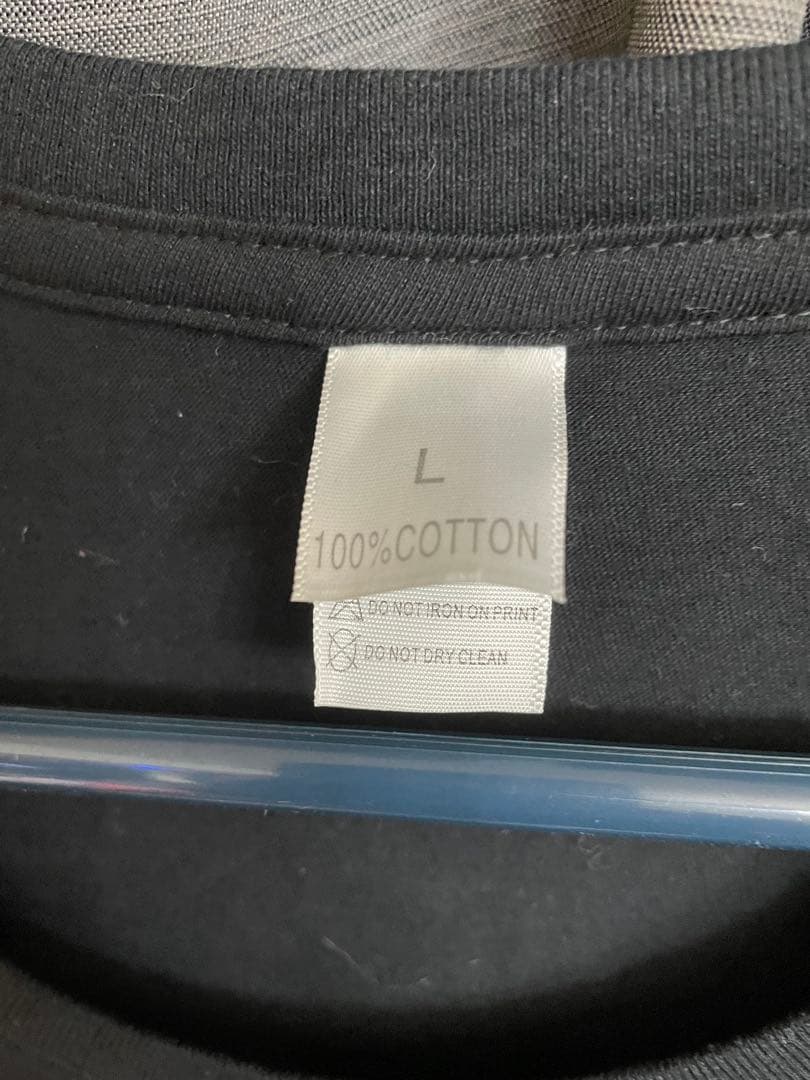 L
100%COTTON
DO NOT IRON ON PRINT
DO NOT DRY CLEAN